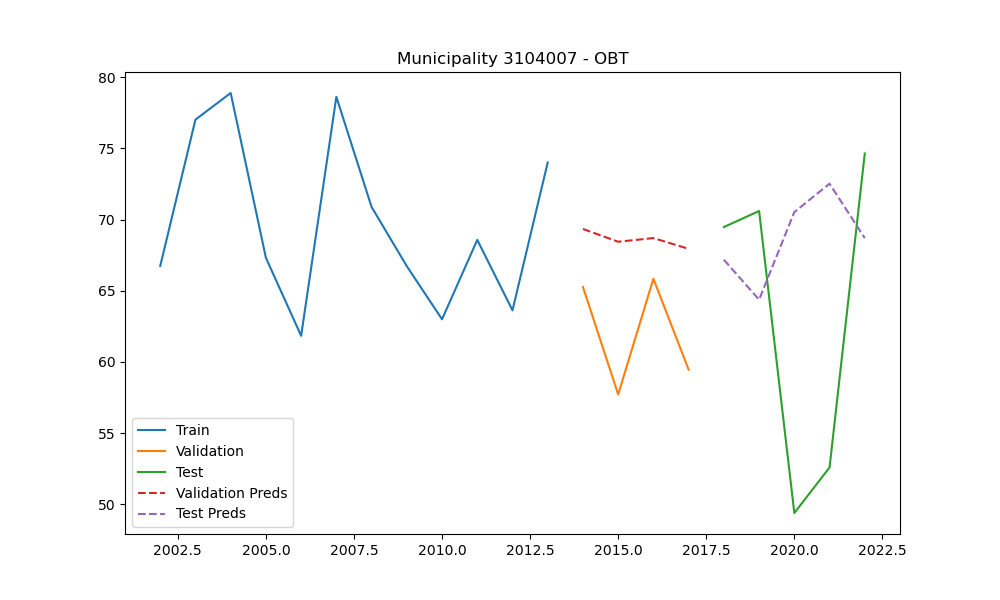 Municipality 3104007 - OBT
80
75
70
65
60
55
50
Train
Validation
Test
Validation Preds
Test Preds
2002.5 2005.0 2007.5 2010.0 2012.5 2015.0 2017.5 2020.0 2022.5